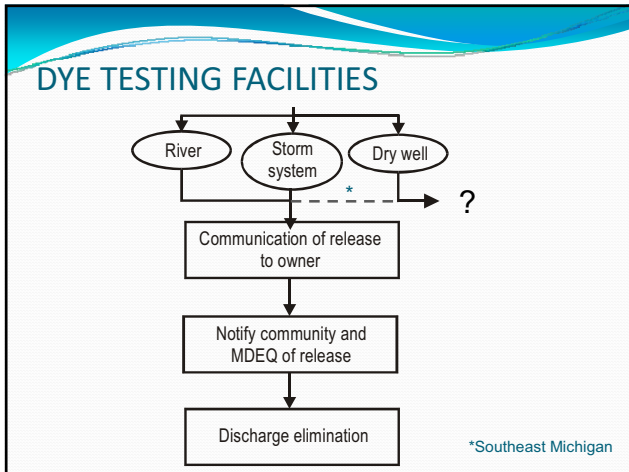 DYE TESTING FACILITIES
River
Storm
system
Dry well
*
?
Communication of release
to owner
Notify community and
MDEQ of release
Discharge elimination
*Southeast Michigan